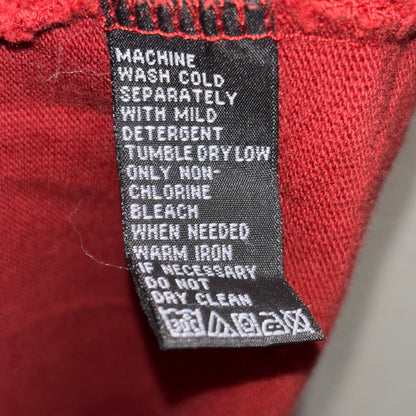 MACHINE
WASH COLD
SEPARATELY
WITH MILD
DETERGENT
TUMBLE DRY LOW
ONLY NON-
CHLORINE
BLEACH
WHEN NEEDED
WARM IRON
IF NECESSARY
DO NOT
DRY CLEAN